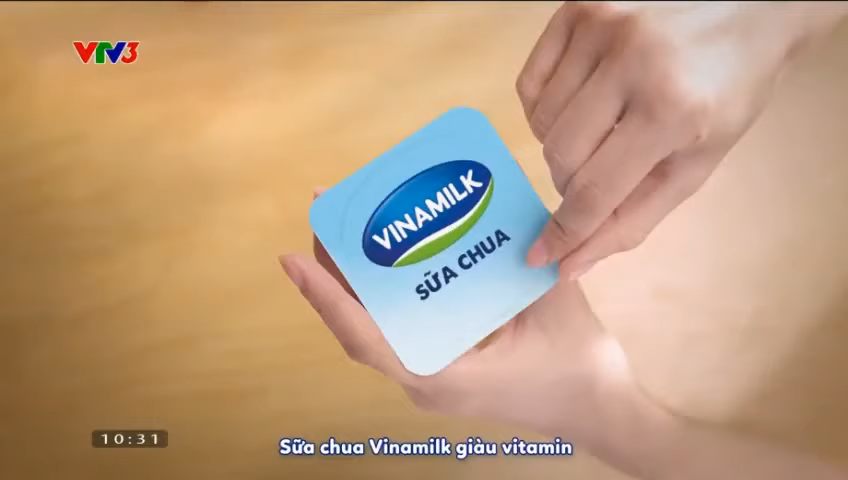 VTV3
VINAMILK
SỮA CHUA
10:31
Sữa chua Vinamilk giàu vitamin